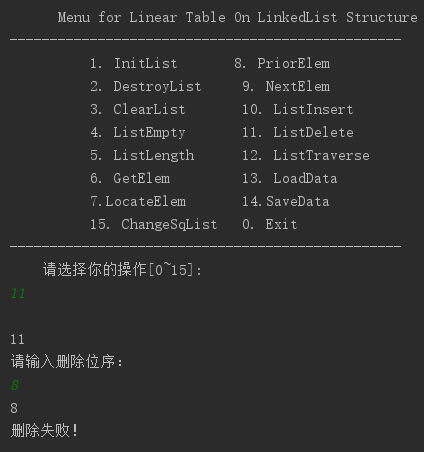 Menu for Linear Table On LinkedList Structure
-------------------------------------------------
1. InitList 8. PriorElem
2. DestroyList 9. NextElem
3. ClearList 10. ListInsert
4. ListEmpty 11. ListDelete
5. ListLength 12. ListTraverse
6. GetElem 13. LoadData
7.LocateElem 14.SaveData
15. ChangeSqList 0. Exit
-------------------------------------------------
请选择你的操作[0~15]:
11
11
请输入删除位序：
8
8
删除失败!